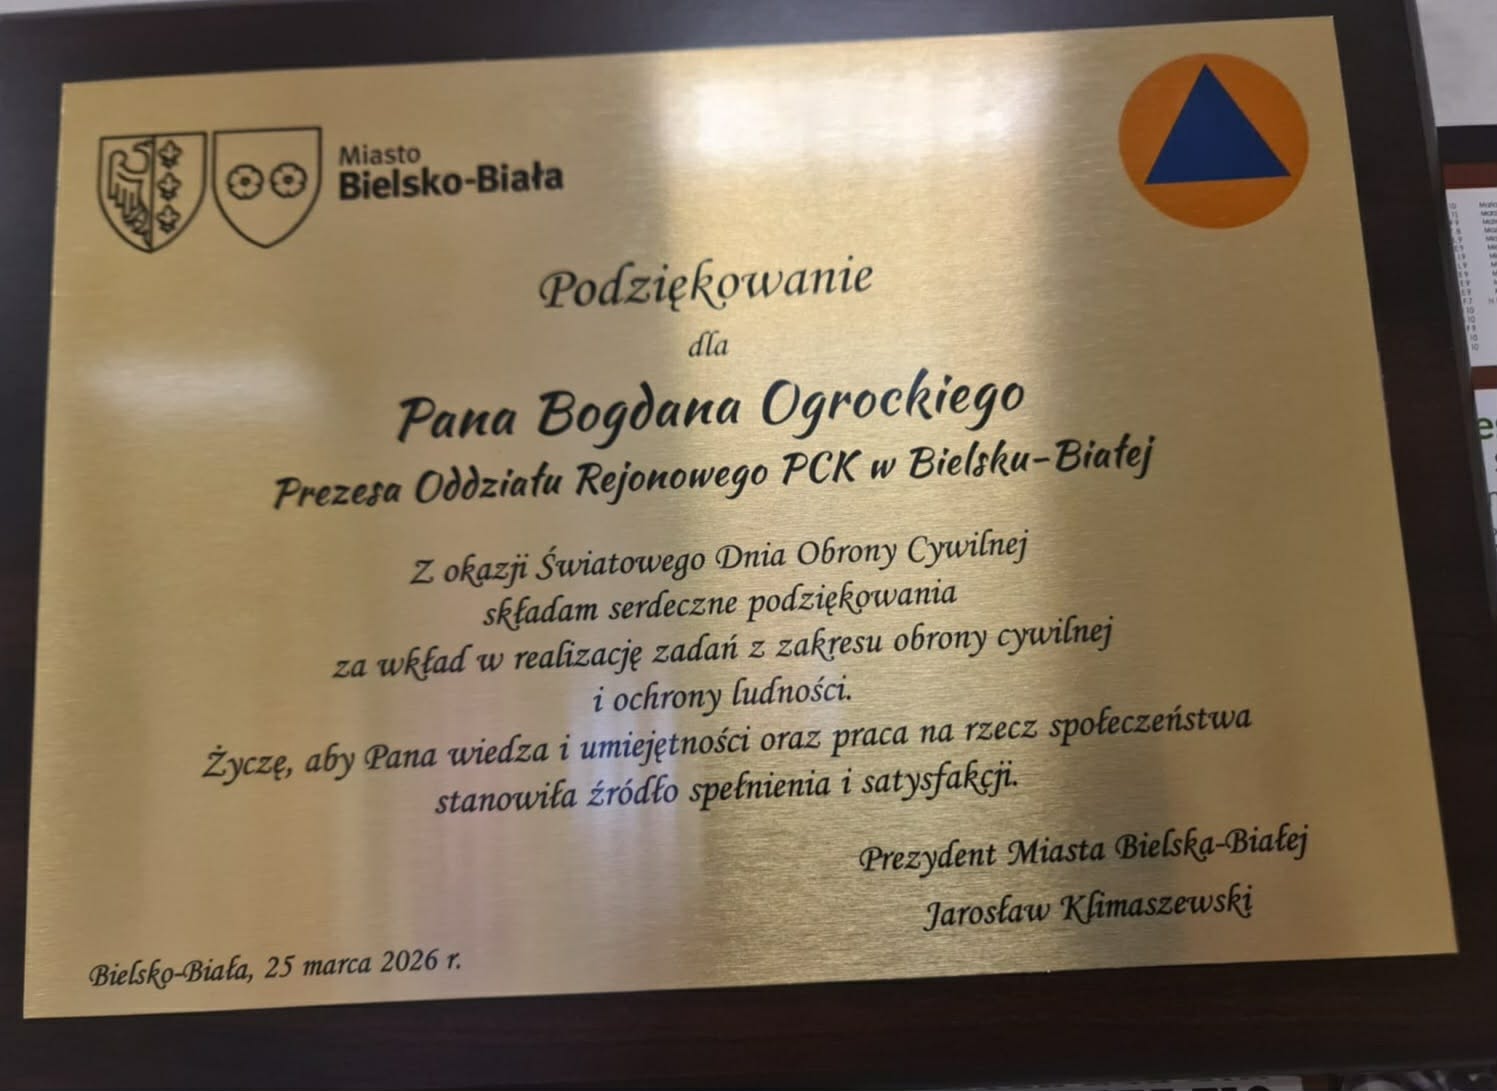 Miasto
Bielsko-Biała
Podziękowanie
dla
Pana Bogdana Ogrockiego
Prezesa Oddziału Rejonowego PCK w Bielsku-Białej
Z okazji Światowego Dnia Obrony Cywilnej
składam serdeczne podziękowania
za wkład w realizację zadań z zakresu obrony cywilnej
i ochrony ludności.
Życzę, aby Pana wiedza i umiejętności oraz praca na rzecz społeczeństwa
stanowiła źródło spełnienia i satysfakcji.
Prezydent Miasta Bielska-Białej
Jarosław Klimaszewski
Bielsko-Biała, 25 marca 2026 r.